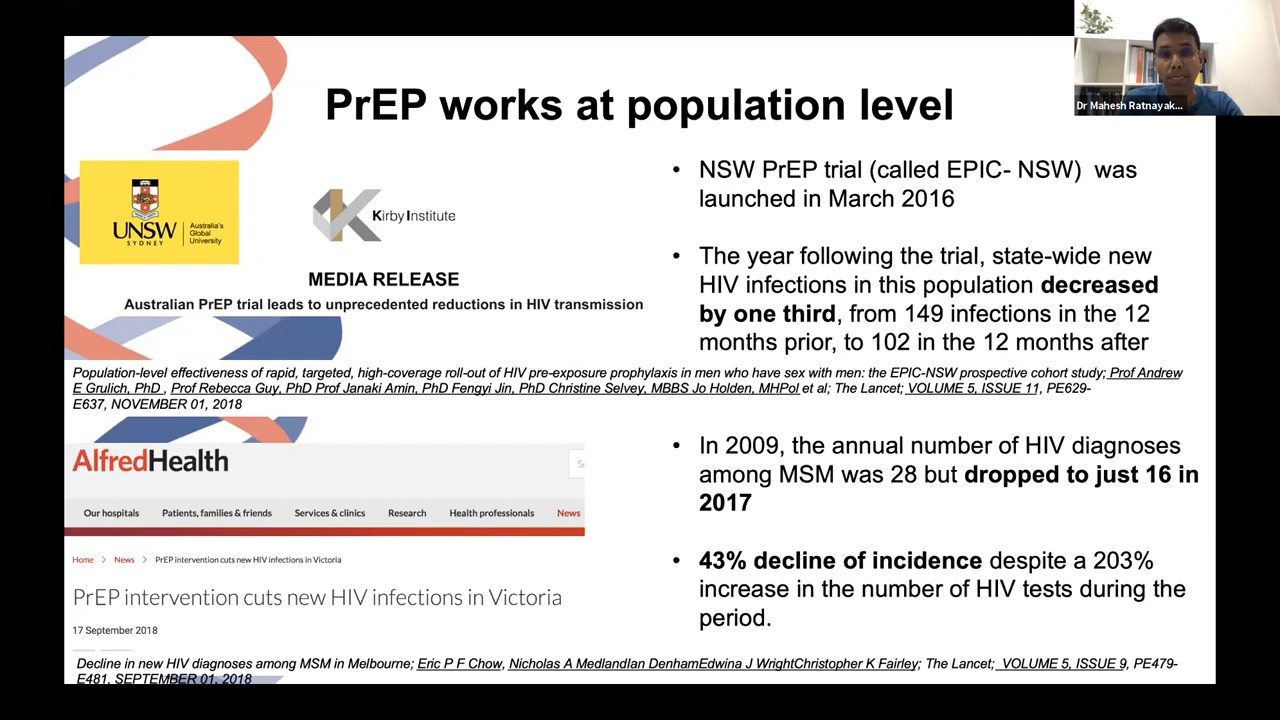 Dr Mahesh Ratnayak...
PrEP works at population level
UNSW
SYDNEY
Australia's
Global
University
Kirby Institute
MEDIA RELEASE
Australian PrEP trial leads to unprecedented reductions in HIV transmission
• NSW PrEP trial (called EPIC- NSW) was
launched in March 2016
• The year following the trial, state-wide new
HIV infections in this population decreased
by one third, from 149 infections in the 12
months prior, to 102 in the 12 months after
Population-level effectiveness of rapid, targeted, high-coverage roll-out of HIV pre-exposure prophylaxis in men who have sex with men: the EPIC-NSW prospective cohort study; Prof Andrew
E Grulich, PhD , Prof Rebecca Guy, PhD Prof Janaki Amin, PhD Fengyi Jin, PhD Christine Selvey, MBBS Jo Holden, MHPol et al; The Lancet; VOLUME 5, ISSUE 11, PE629-
E637, NOVEMBER 01, 2018
AlfredHealth
Se
Our hospitals Patients, families & friends Services & clinics Research Health professionals News
Home > News > PrEP intervention cuts new HIV infections in Victoria
PrEP intervention cuts new HIV infections in Victoria
17 September 2018
• In 2009, the annual number of HIV diagnoses
among MSM was 28 but dropped to just 16 in
2017
• 43% decline of incidence despite a 203%
increase in the number of HIV tests during the
period.
Decline in new HIV diagnoses among MSM in Melbourne; Eric P F Chow, Nicholas A MedlandIan DenhamEdwina J WrightChristopher K Fairley; The Lancet; VOLUME 5, ISSUE 9, PE479-
E481, SEPTEMBER 01, 2018